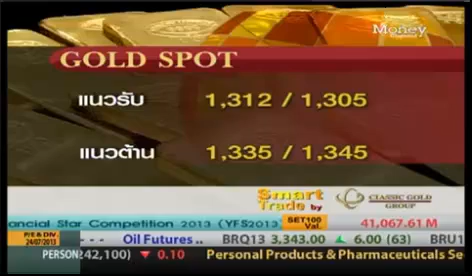 Money
GOLD SPOT
แนวรับ 1,312 / 1,305
แนวต้าน 1,335 / 1,345
Smart Trade by CLASSIC GOLD GROUP
ancial Star Competition 2013 (YFS2013) SET100 Val. 41,067.61 M
P/E & DIV 24/07/2013 - - - Oil Futures .. BRQ13 3,343.00 ▲ 6.00 (63) BRU13
PERSON 242,100) ▼ 0.10 Personal Products & Pharmaceuticals Se